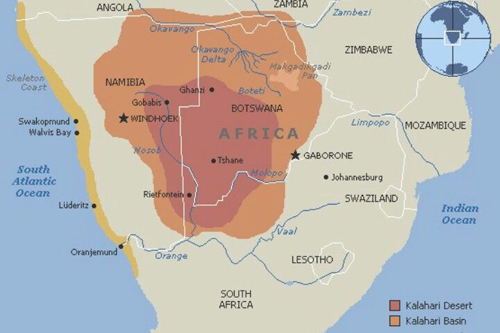 ANGOLA
ZAMBIA
Zambezi
Okavango
Okavango
Delta
ZIMBABWE
Makgadikgadi
Pan
Skeleton
Coast
NAMIBIA
Ghanzi
Boteti
Gobabis
BOTSWANA
WINDHOEK
Swakopmund
Walvis Bay
AFRICA
Limpopo
MOZAMBIQUE
Nosob
Tshane
Molopo
GABORONE
South
Atlantic
Ocean
Johannesburg
Rietfontein
SWAZILAND
Lüderitz
Indian
Ocean
Vaal
Oranjemund
Orange
LESOTHO
SOUTH
AFRICA
Kalahari Desert
Kalahari Basin